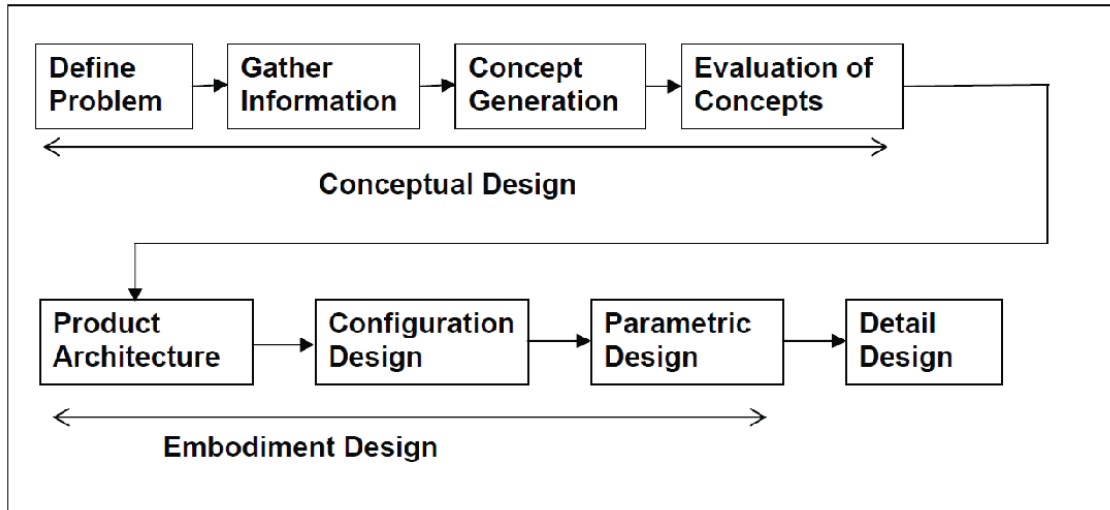 Define
Problem
Gather
Information
Concept
Generation
Evaluation of
Concepts
Conceptual Design
Product
Architecture
Configuration
Design
Parametric
Design
Detail
Design
Embodiment Design